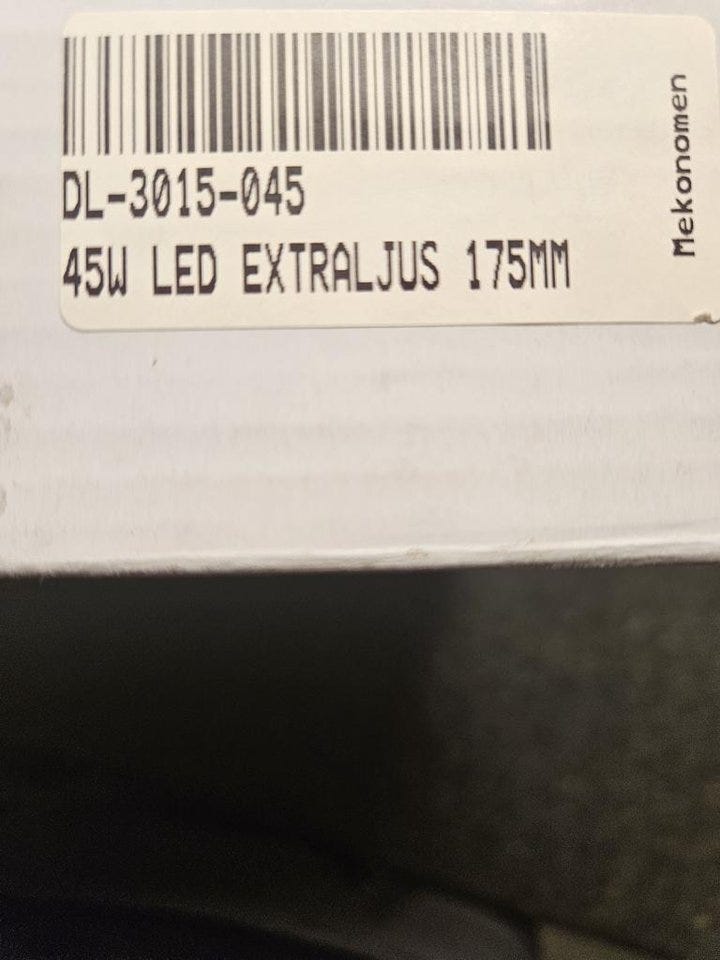 DL-3015-045
45W LED EXTRALJUS 175MM
Mekonomen